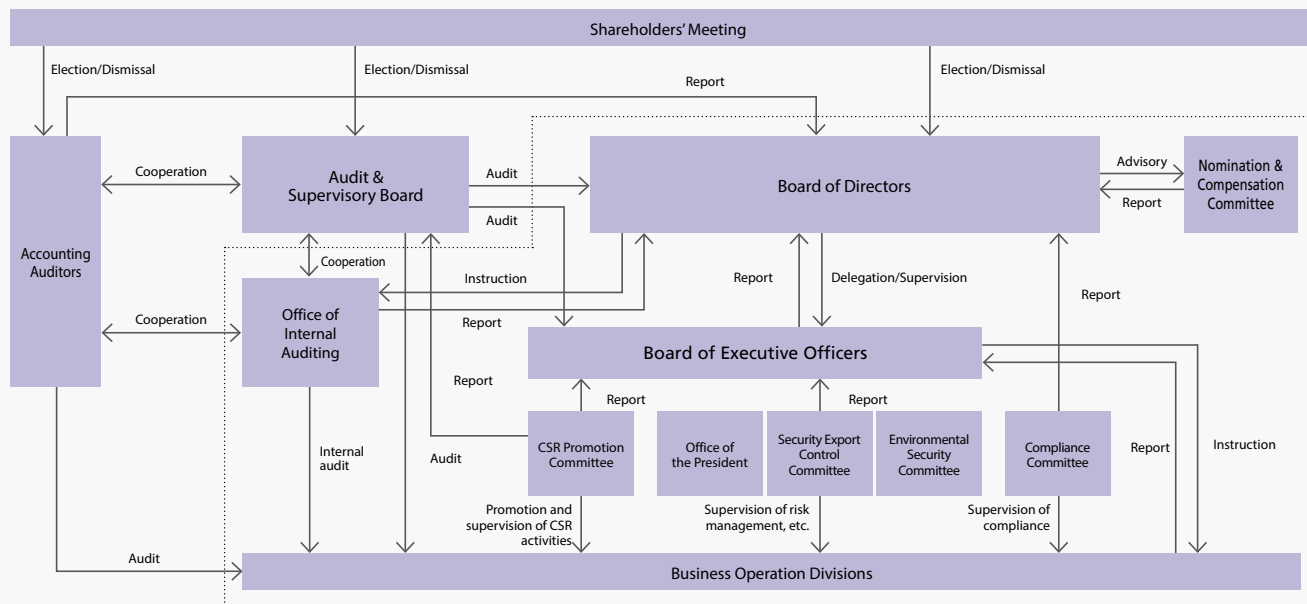 Shareholders' Meeting
Election/Dismissal
Election/Dismissal
Election/Dismissal
Report
Accounting
Auditors
Cooperation
Audit &
Supervisory Board
Audit
Audit
Board of Directors
Advisory
Report
Nomination &
Compensation
Committee
Cooperation
Instruction
Report
Report
Delegation/Supervision
Report
Cooperation
Office of
Internal
Auditing
Board of Executive Officers
Report
Report
Report
CSR Promotion
Committee
Office of
the President
Security Export
Control
Committee
Environmental
Security
Committee
Compliance
Committee
Report
Instruction
Internal
audit
Audit
Promotion and
supervision of CSR
activities
Supervision of risk
management, etc.
Supervision of
compliance
Audit
Business Operation Divisions